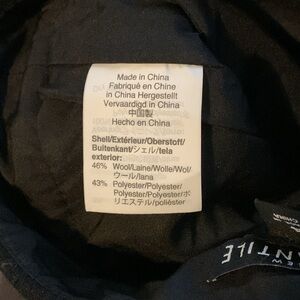 Made in China
Fabriqué en Chine
in China Hergestellt
Vervaardigd in China
中国製
Hecho en China
Shell/Extérieur/Oberstoff/
Buitenkant/シェル/tela
exterior:
46% Wool/Laine/Wolle/Wol/
ウール/lana
43% Polyester/Polyester/
Polyester/Polyester/ポ
リエステル/poliéster